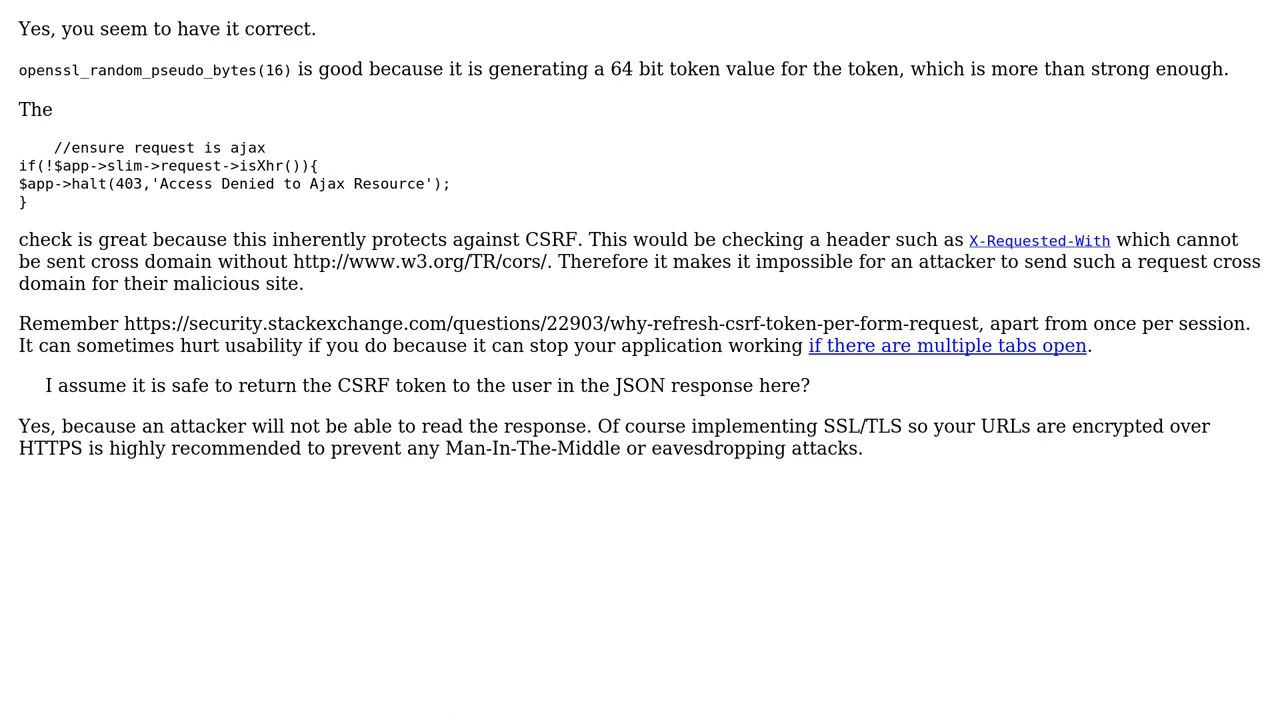 Yes, you seem to have it correct.
openssl_random_pseudo_bytes(16) is good because it is generating a 64 bit token value for the token, which is more than strong enough.
The
//ensure request is ajax
if(!$app->slim->request->isXhr()){
$app->halt(403,'Access Denied to Ajax Resource');
}
check is great because this inherently protects against CSRF. This would be checking a header such as X-Requested-With which cannot
be sent cross domain without http://www.w3.org/TR/cors/. Therefore it makes it impossible for an attacker to send such a request cross
domain for their malicious site.
Remember https://security.stackexchange.com/questions/22903/why-refresh-csrf-token-per-form-request, apart from once per session.
It can sometimes hurt usability if you do because it can stop your application working if there are multiple tabs open.
I assume it is safe to return the CSRF token to the user in the JSON response here?
Yes, because an attacker will not be able to read the response. Of course implementing SSL/TLS so your URLs are encrypted over
HTTPS is highly recommended to prevent any Man-In-The-Middle or eavesdropping attacks.